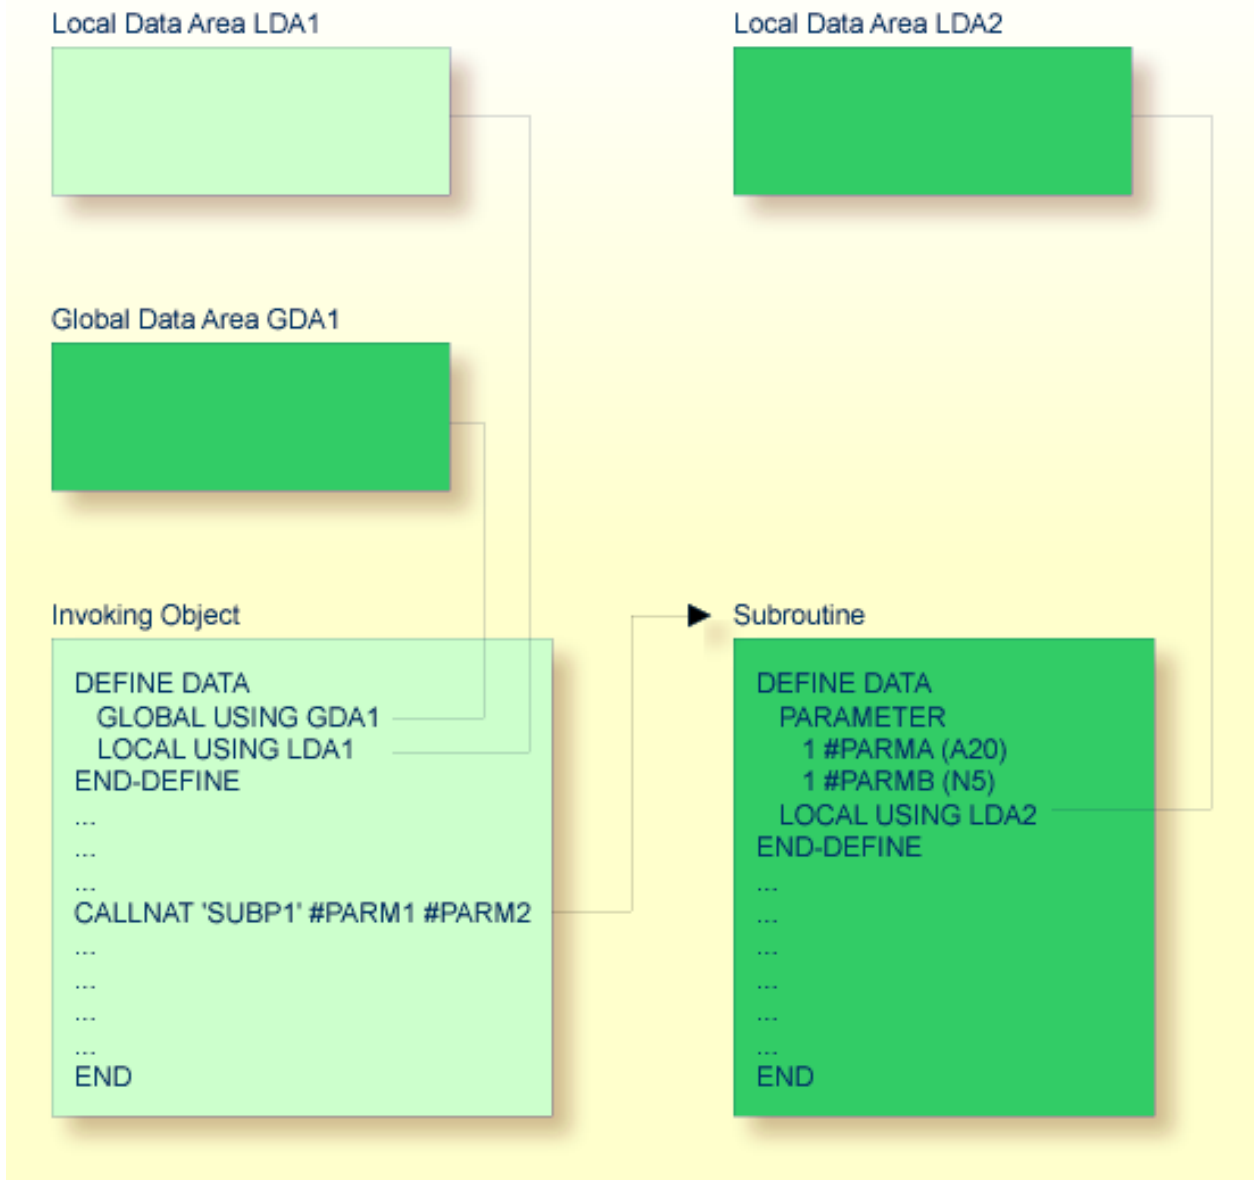 Local Data Area LDA1
Local Data Area LDA2
Global Data Area GDA1
Invoking Object
DEFINE DATA
GLOBAL USING GDA1
LOCAL USING LDA1
END-DEFINE
...
...
...
CALLNAT 'SUBP1' #PARM1 #PARM2
...
...
...
...
END
Subroutine
DEFINE DATA
PARAMETER
1 #PARMA (A20)
1 #PARMB (N5)
LOCAL USING LDA2
END-DEFINE
...
...
...
...
...
...
END